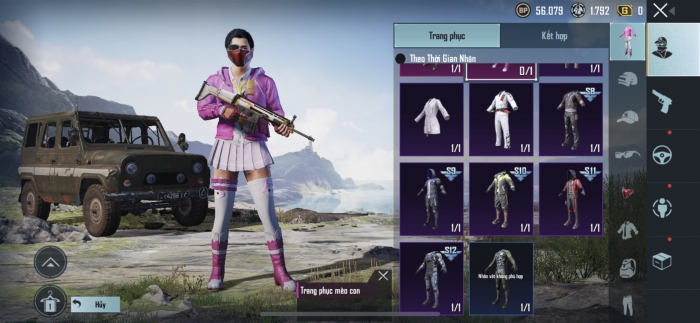 BP 56.079 1.792 G 0
Trang phục Kết hợp
Theo Thời Gian Nhận
1/1 0/1 1/1
S8
1/1 1/1 1/1
S9 S10 S11
1/1 1/1 1/1
S12
Nhân vật không phù hợp
1/1 1/1
Trang phục mèo con
1
Hủy